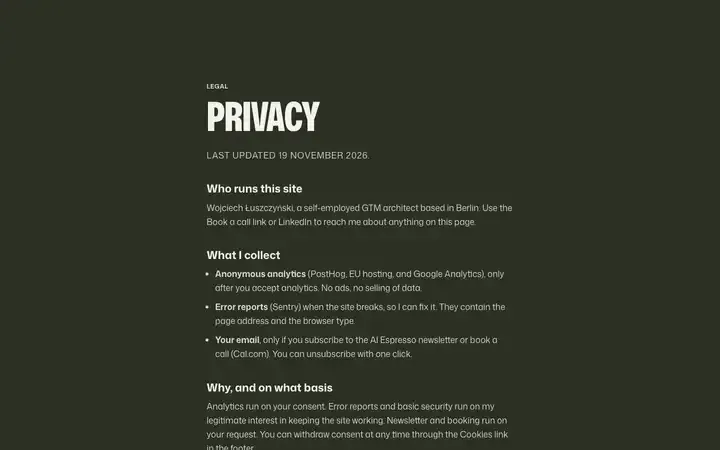 LEGAL
PRIVACY
LAST UPDATED 19 NOVEMBER 2026.
Who runs this site
Wojciech Łuszczyński, a self-employed GTM architect based in Berlin. Use the
Book a call link or LinkedIn to reach me about anything on this page.
What I collect
• Anonymous analytics (PostHog, EU hosting, and Google Analytics), only
after you accept analytics. No ads, no selling of data.
• Error reports (Sentry) when the site breaks, so I can fix it. They contain the
page address and the browser type.
• Your email, only if you subscribe to the AI Espresso newsletter or book a
call (Cal.com). You can unsubscribe with one click.
Why, and on what basis
Analytics run on your consent. Error reports and basic security run on my
legitimate interest in keeping the site working. Newsletter and booking run on
your request. You can withdraw consent at any time through the Cookies link
in the footer.